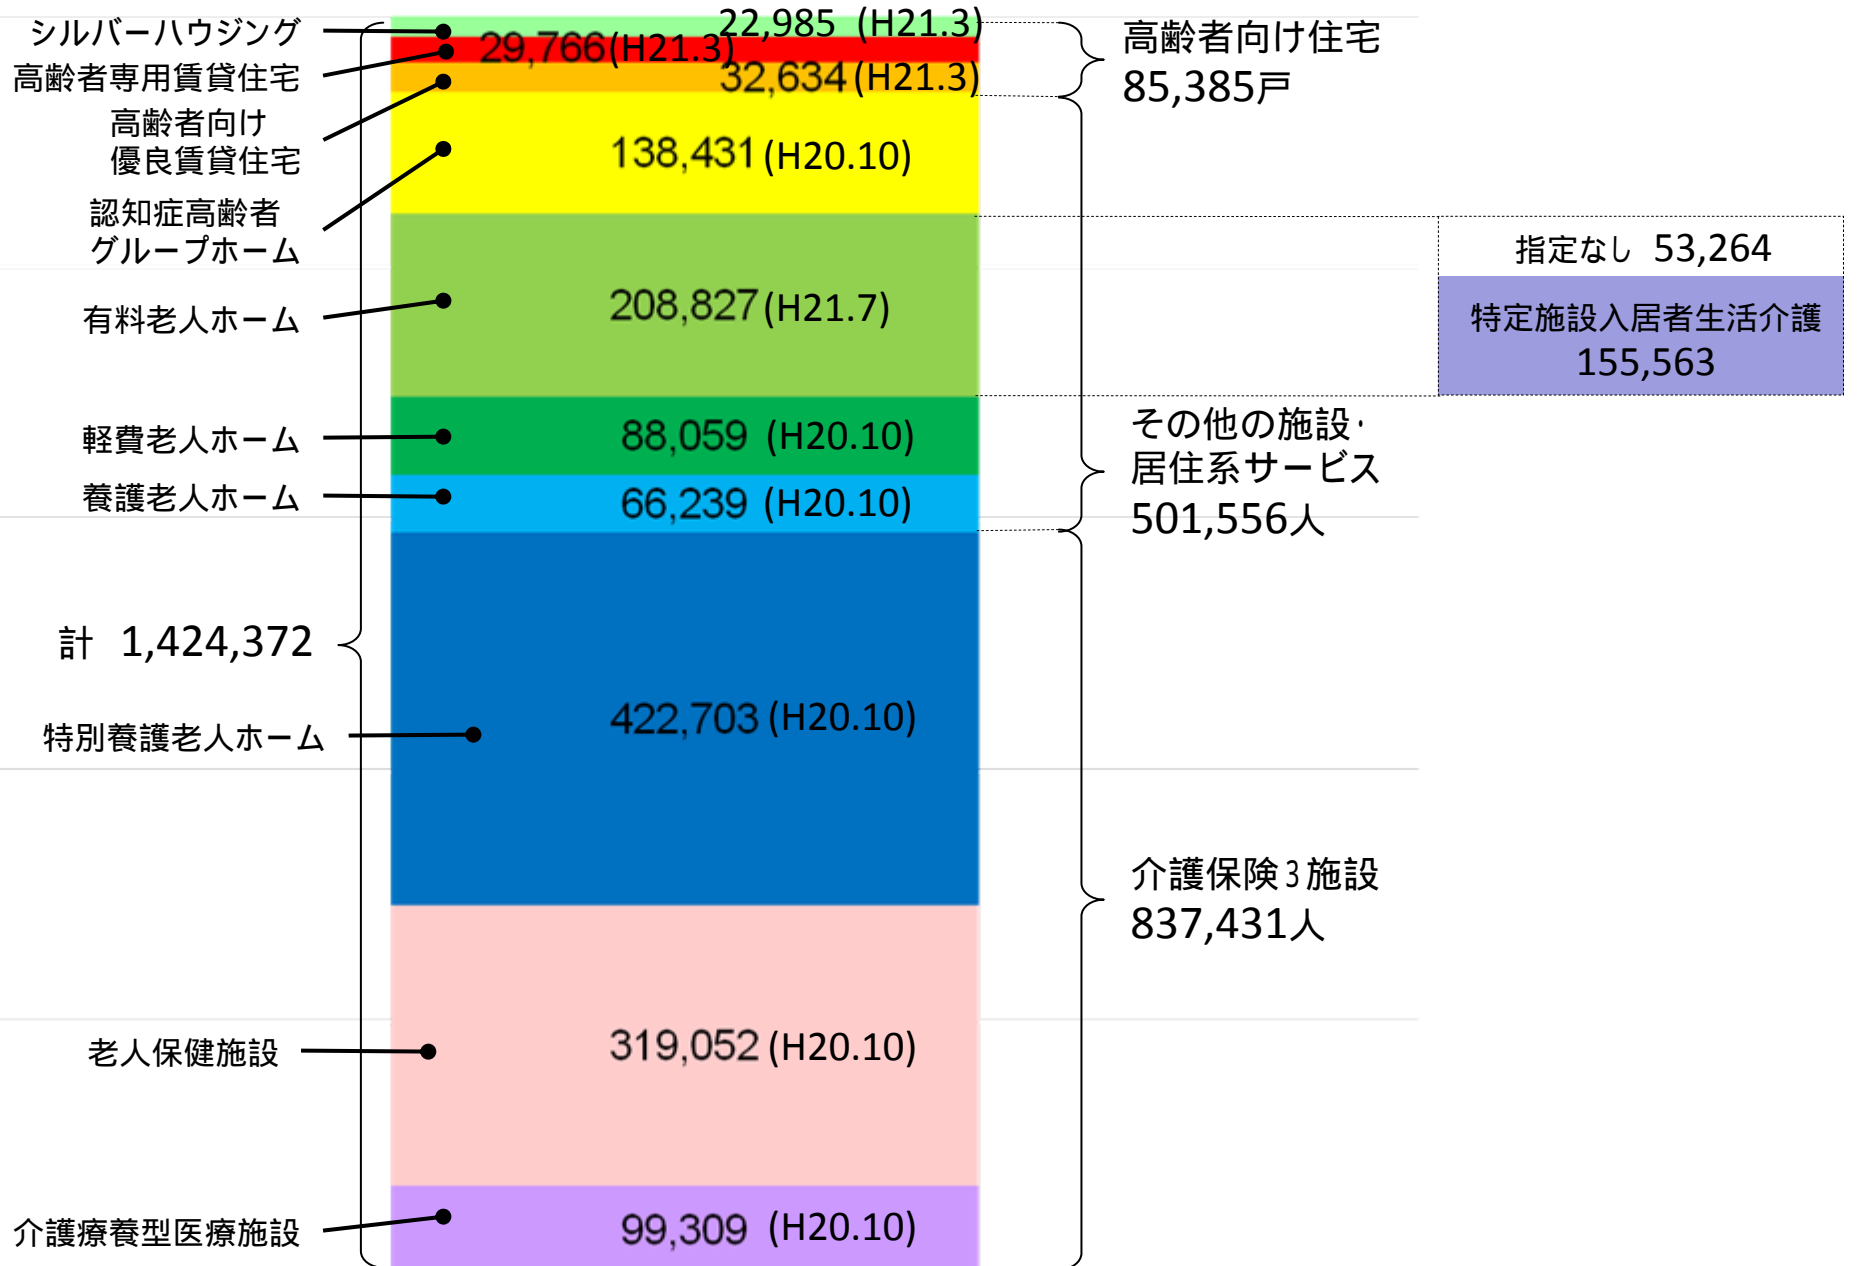 シルバーハウジング
高齢者専用賃貸住宅
高齢者向け
優良賃貸住宅
認知症高齢者
グループホーム
有料老人ホーム
軽費老人ホーム
養護老人ホーム
計 1,424,372
特別養護老人ホーム
老人保健施設
介護療養型医療施設
22,985 (H21.3)
29,766(H21.3)
32,634(H21.3)
138,431(H20.10)
208,827(H21.7)
88,059 (H20.10)
66,239 (H20.10)
422,703(H20.10)
319,052(H20.10)
99,309 (H20.10)
高齢者向け住宅
85,385戸
その他の施設・
居住系サービス
501,556人
介護保険3施設
837,431人
指定なし 53,264
特定施設入居者生活介護
155,563